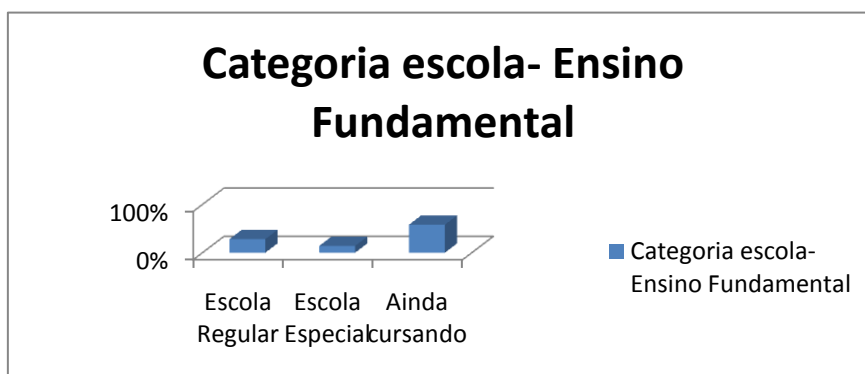 Categoria escola- Ensino
Fundamental
100%
0%
Escola
Regular
Escola
Especial
Ainda
cursando
Categoria escola-
Ensino Fundamental